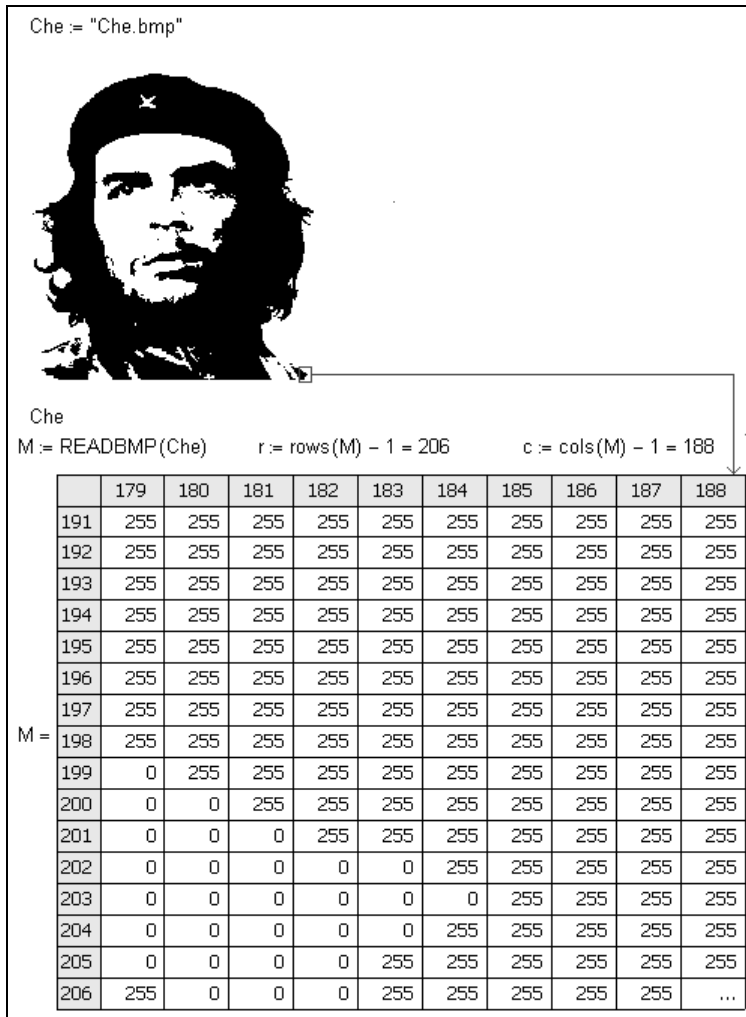 Che := "Che.bmp"
Che
M := READBMP(Che) r := rows(M) − 1 = 206 c := cols(M) − 1 = 188
179 180 181 182 183 184 185 186 187 188
191 255 255 255 255 255 255 255 255 255 255
192 255 255 255 255 255 255 255 255 255 255
193 255 255 255 255 255 255 255 255 255 255
194 255 255 255 255 255 255 255 255 255 255
195 255 255 255 255 255 255 255 255 255 255
196 255 255 255 255 255 255 255 255 255 255
197 255 255 255 255 255 255 255 255 255 255
M = 198 255 255 255 255 255 255 255 255 255 255
199 0 255 255 255 255 255 255 255 255 255
200 0 0 255 255 255 255 255 255 255 255
201 0 0 0 255 255 255 255 255 255 255
202 0 0 0 0 0 255 255 255 255 255
203 0 0 0 0 0 0 255 255 255 255
204 0 0 0 0 0 255 255 255 255 255
205 0 0 0 0 255 255 255 255 255 255
206 255 0 0 0 255 255 255 255 255 ...